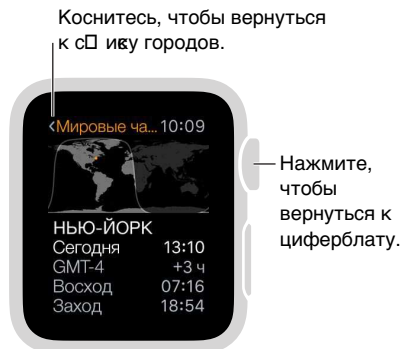 Коснитесь, чтобы вернуться
к городов.
<Мировые ча... 10:09
Нажмите,
чтобы
вернуться к
циферблату.
НЬЮ-ЙОРК
Сегодня 13:10
GMT-4 +3 ч
Восход 07:16
Заход 18:54